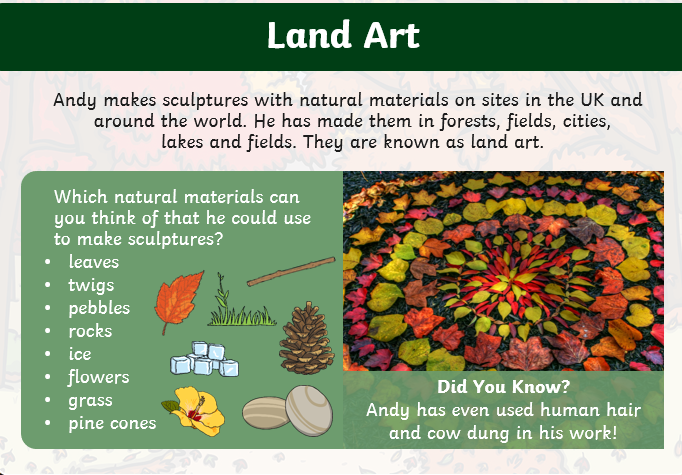 Land Art
Andy makes sculptures with natural materials on sites in the UK and
around the world. He has made them in forests, fields, cities,
lakes and fields. They are known as land art.
Which natural materials can
you think of that he could use
to make sculptures?
• leaves
• twigs
• pebbles
• rocks
• ice
• flowers
• grass
• pine cones
Did You Know?
Andy has even used human hair
and cow dung in his work!